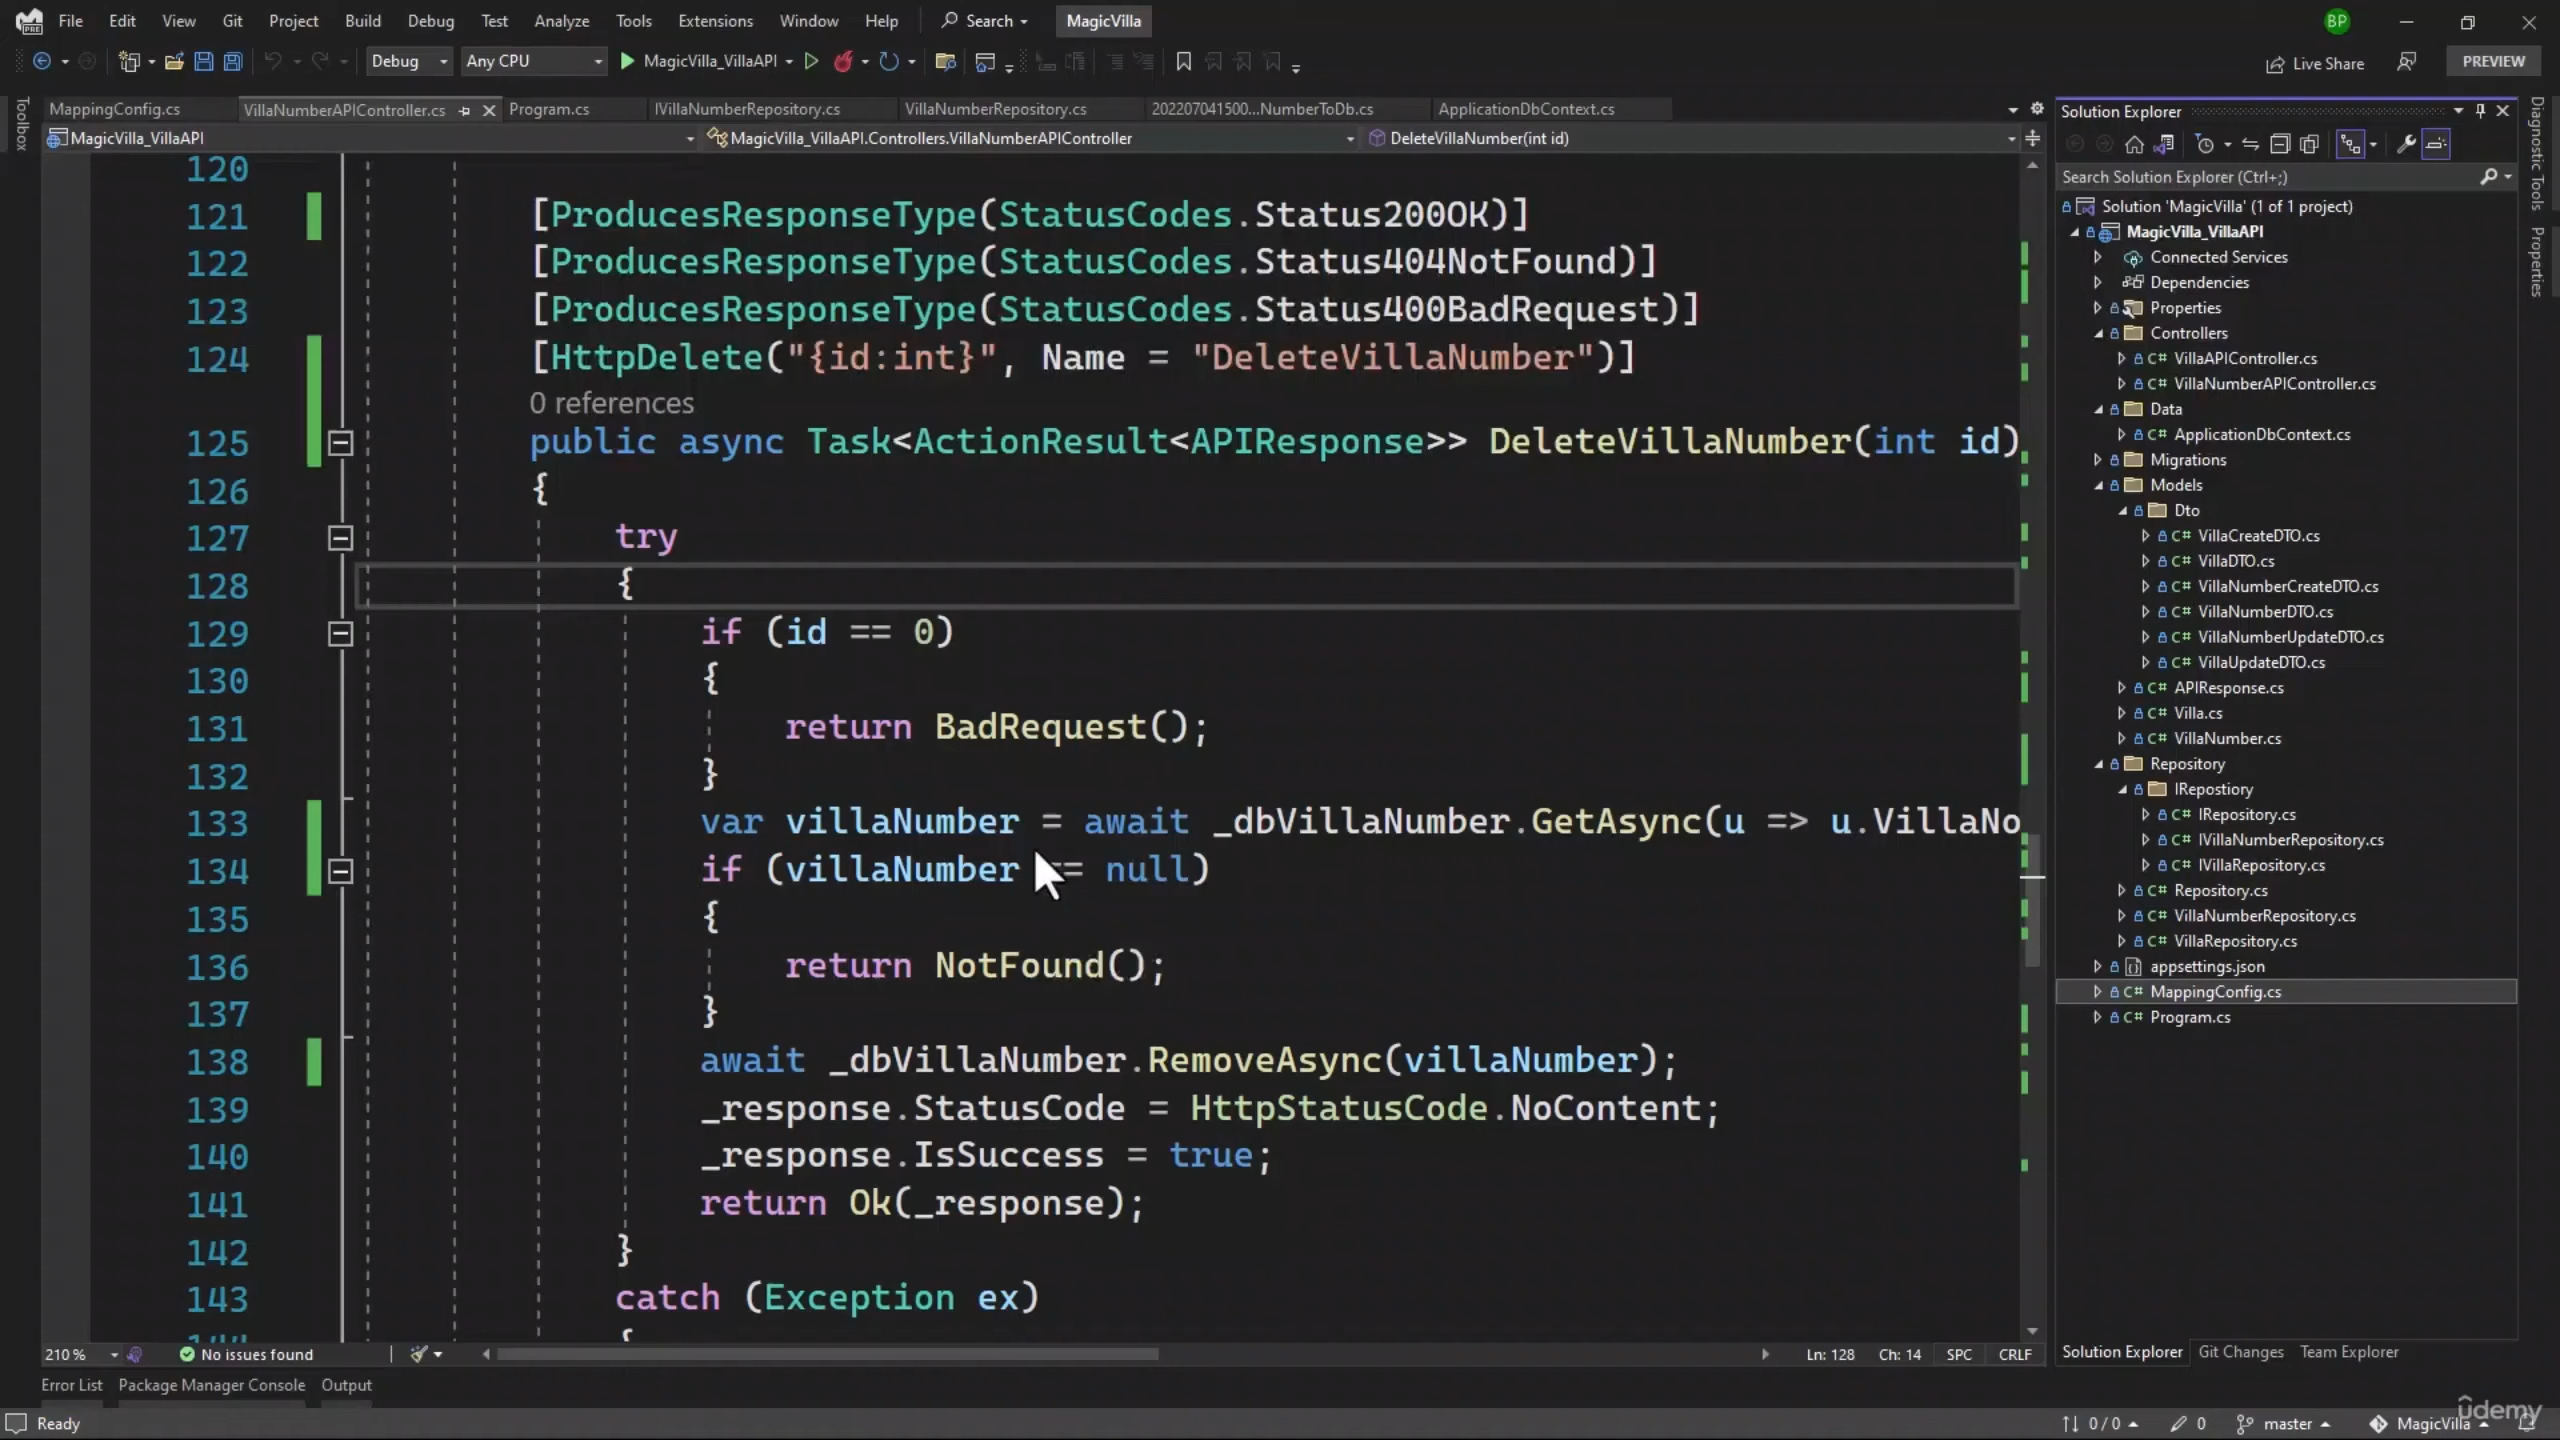 File Edit View Git Project Build Debug Test Analyze Tools Extensions Window Help Search MagicVilla BP
Debug Any CPU MagicVilla_VillaAPI Live Share PREVIEW
Toolbox
MappingConfig.cs VillaNumberAPIController.cs Program.cs IVillaNumberRepository.cs VillaNumberRepository.cs 202207041500...NumberToDb.cs ApplicationDbContext.cs
MagicVilla_VillaAPI MagicVilla_VillaAPI.Controllers.VillaNumberAPIController DeleteVillaNumber(int id)
120
121 [ProducesResponseType(StatusCodes.Status200OK)]
122 [ProducesResponseType(StatusCodes.Status404NotFound)]
123 [ProducesResponseType(StatusCodes.Status400BadRequest)]
124 [HttpDelete("{id:int}", Name = "DeleteVillaNumber")]
0 references
125 public async Task<ActionResult<APIResponse>> DeleteVillaNumber(int id)
126 {
127 try
128 {
129 if (id == 0)
130 {
131 return BadRequest();
132 }
133 var villaNumber = await _dbVillaNumber.GetAsync(u => u.VillaNo
134 if (villaNumber == null)
135 {
136 return NotFound();
137 }
138 await _dbVillaNumber.RemoveAsync(villaNumber);
139 _response.StatusCode = HttpStatusCode.NoContent;
140 _response.IsSuccess = true;
141 return Ok(_response);
142 }
143 catch (Exception ex)
{
210 % No issues found Ln: 128 Ch: 14 SPC CRLF
Error List Package Manager Console Output
Ready
Solution Explorer
Search Solution Explorer (Ctrl+;)
Solution 'MagicVilla' (1 of 1 project)
MagicVilla_VillaAPI
Connected Services
Dependencies
Properties
Controllers
C# VillaAPIController.cs
C# VillaNumberAPIController.cs
Data
C# ApplicationDbContext.cs
Migrations
Models
Dto
C# VillaCreateDTO.cs
C# VillaDTO.cs
C# VillaNumberCreateDTO.cs
C# VillaNumberDTO.cs
C# VillaNumberUpdateDTO.cs
C# VillaUpdateDTO.cs
C# APIResponse.cs
C# Villa.cs
C# VillaNumber.cs
Repository
IRepostiory
C# IRepository.cs
C# IVillaNumberRepository.cs
C# IVillaRepository.cs
C# Repository.cs
C# VillaNumberRepository.cs
C# VillaRepository.cs
appsettings.json
C# MappingConfig.cs
C# Program.cs
Solution Explorer Git Changes Team Explorer
Diagnostic Tools
Properties
0 / 0 0 master MagicVilla
udemy